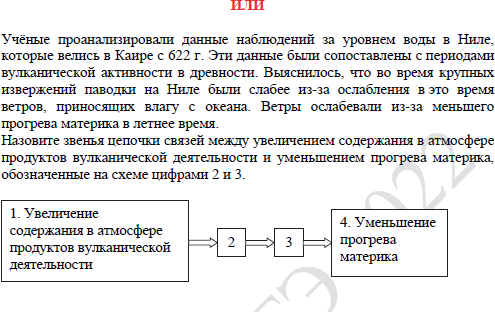 ИЛИ
Учёные проанализировали данные наблюдений за уровнем воды в Ниле,
которые велись в Каире с 622 г. Эти данные были сопоставлены с периодами
вулканической активности в древности. Выяснилось, что во время крупных
извержений паводки на Ниле были слабее из-за ослабления в это время
ветров, приносящих влагу с океана. Ветры ослабевали из-за меньшего
прогрева материка в летнее время.
Назовите звенья цепочки связей между увеличением содержания в атмосфере
продуктов вулканической деятельности и уменьшением прогрева материка,
обозначенные на схеме цифрами 2 и 3.
1. Увеличение
содержания в атмосфере
продуктов вулканической
деятельности
2
3
4. Уменьшение
прогрева
материка